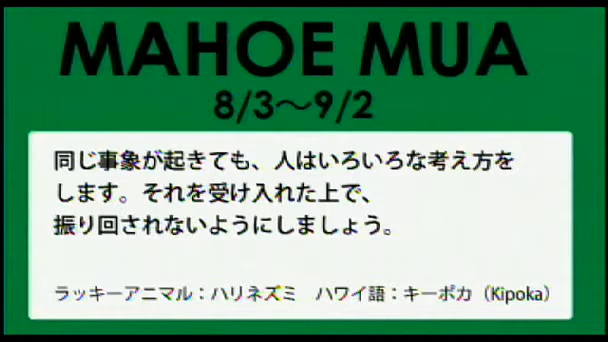 MAHOE MUA
8/3～9/2
同じ事象が起きても、人はいろいろな考え方を
します。それを受け入れた上で、
振り回されないようにしましょう。
ラッキーアニマル：ハリネズミ　ハワイ語：キーポカ（Kipoka）